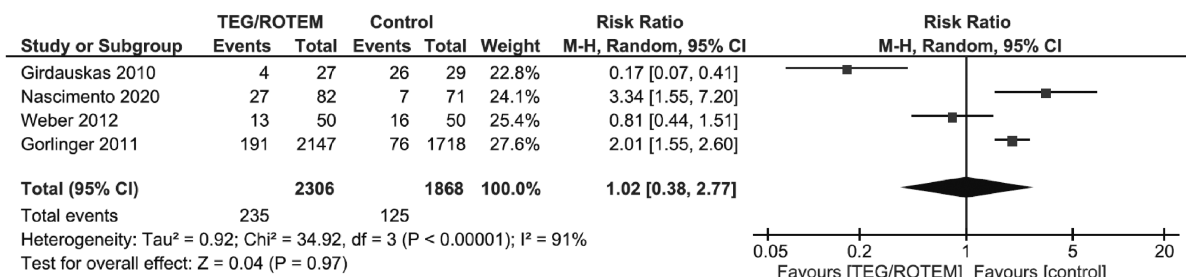 TEG/ROTEM Control Risk Ratio Risk Ratio
Study or Subgroup Events Total Events Total Weight M-H, Random, 95% CI M-H, Random, 95% CI
Girdauskas 2010 4 27 26 29 22.8% 0.17 [0.07, 0.41]
Nascimento 2020 27 82 7 71 24.1% 3.34 [1.55, 7.20]
Weber 2012 13 50 16 50 25.4% 0.81 [0.44, 1.51]
Gorlinger 2011 191 2147 76 1718 27.6% 2.01 [1.55, 2.60]
Total (95% CI) 2306 1868 100.0% 1.02 [0.38, 2.77]
Total events 235 125
Heterogeneity: Tau² = 0.92; Chi² = 34.92, df = 3 (P < 0.00001); I² = 91%
Test for overall effect: Z = 0.04 (P = 0.97)
0.05 0.2 1 5 20
Favours [TEG/ROTEM] Favours [control]